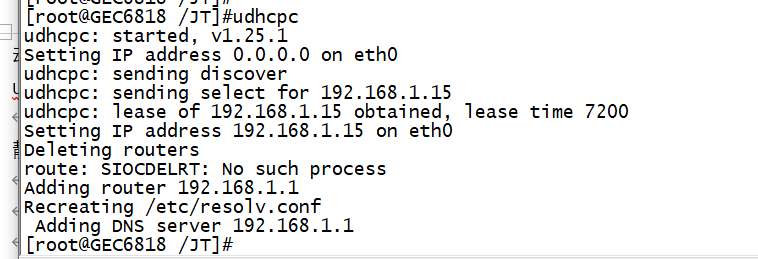 [root@GEC6818 /JT]#udhcpc
udhcpc: started, v1.25.1
Setting IP address 0.0.0.0 on eth0
udhcpc: sending discover
udhcpc: sending select for 192.168.1.15
udhcpc: lease of 192.168.1.15 obtained, lease time 7200
Setting IP address 192.168.1.15 on eth0
Deleting routers
route: SIOCDELRT: No such process
Adding router 192.168.1.1
Recreating /etc/resolv.conf
 Adding DNS server 192.168.1.1
[root@GEC6818 /JT]#